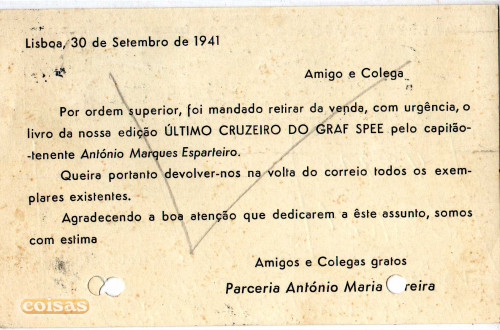 Lisboa, 30 de Setembro de 1941
Amigo e Colega
Por ordem superior, foi mandado retirar da venda, com urgência, o
livro da nossa edição ÚLTIMO CRUZEIRO DO GRAF SPEE pelo capitão-
-tenente António Marques Esparteiro.
Queira portanto devolver-nos na volta do correio todos os exem-
plares existentes.
Agradecendo a boa atenção que dedicarem a êste assunto, somos
com estima
Amigos e Colegas gratos
Parceria António Maria reira
coisas